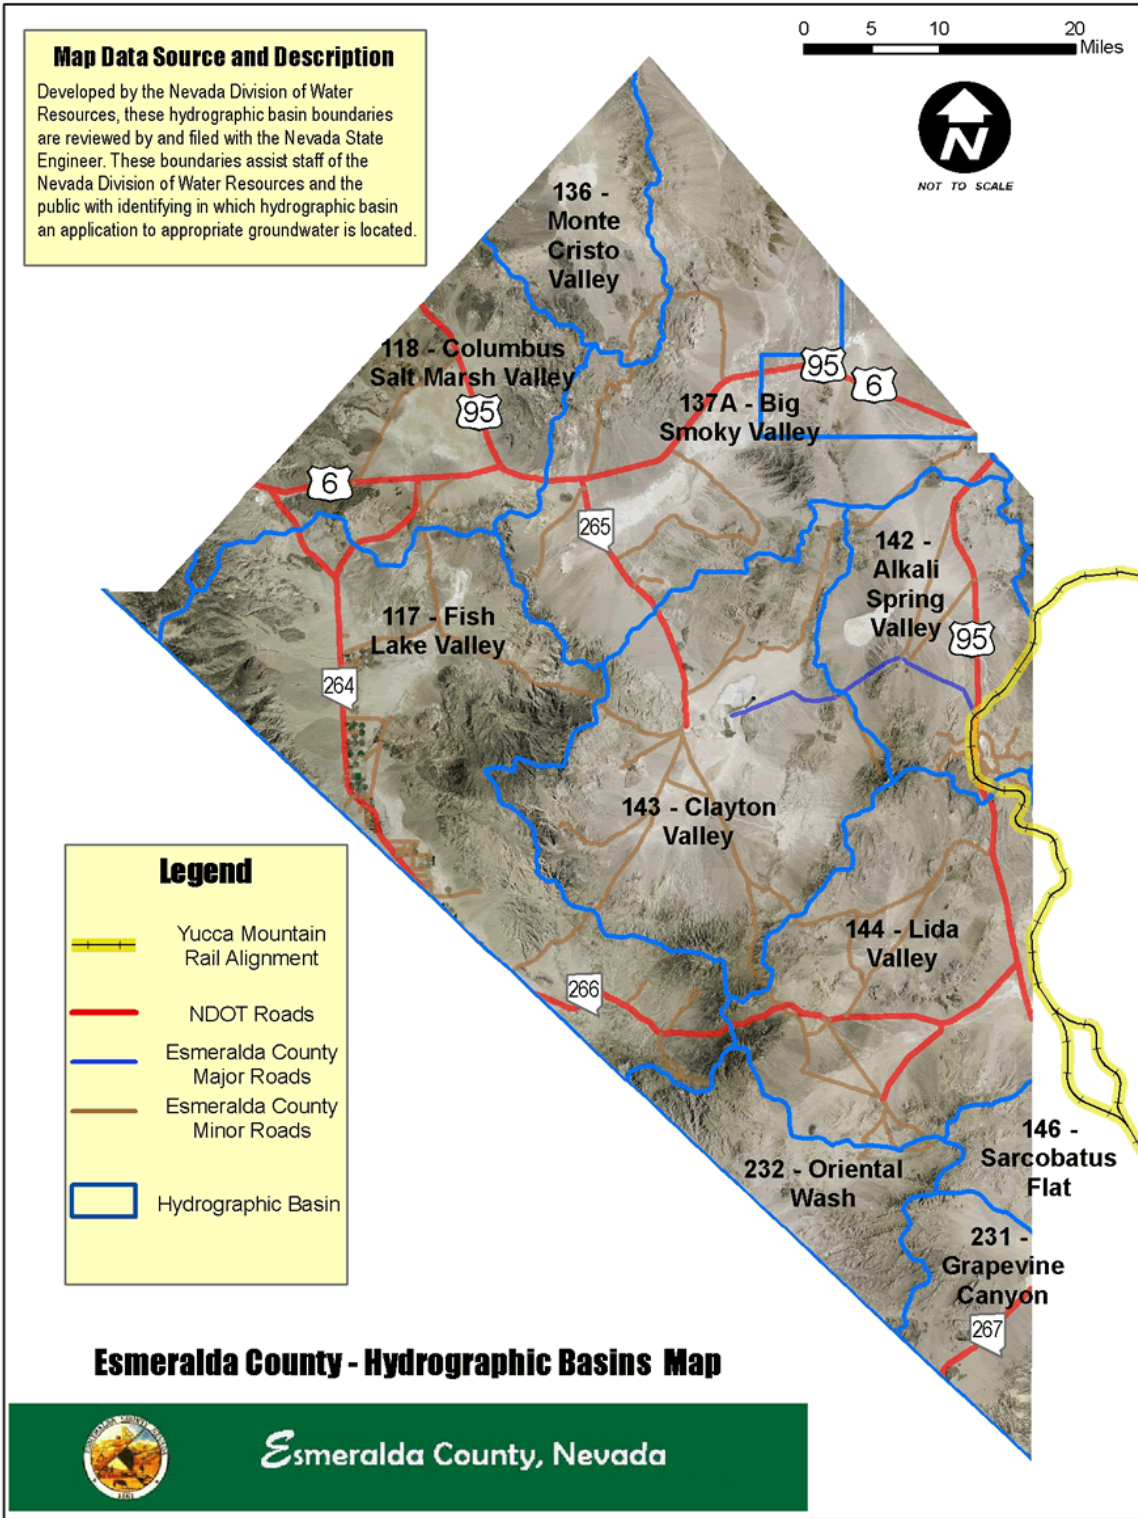 Map Data Source and Description
Developed by the Nevada Division of Water
Resources, these hydrographic basin boundaries
are reviewed by and filed with the Nevada State
Engineer. These boundaries assist staff of the
Nevada Division of Water Resources and the
public with identifying in which hydrographic basin
an application to appropriate groundwater is located.
0 5 10 20
Miles
N
NOT TO SCALE
136 -
Monte
Cristo
Valley
118 - Columbus
Salt Marsh Valley
95
95
6
137A - Big
Smoky Valley
6
265
142 -
Alkali
Spring
Valley
117 - Fish
Lake Valley
95
264
143 - Clayton
Valley
144 - Lida
Valley
266
146 -
Sarcobatus
Flat
232 - Oriental
Wash
231 -
Grapevine
Canyon
267
Legend
Yucca Mountain
Rail Alignment
NDOT Roads
Esmeralda County
Major Roads
Esmeralda County
Minor Roads
Hydrographic Basin
Esmeralda County - Hydrographic Basins Map
Esmeralda County, Nevada